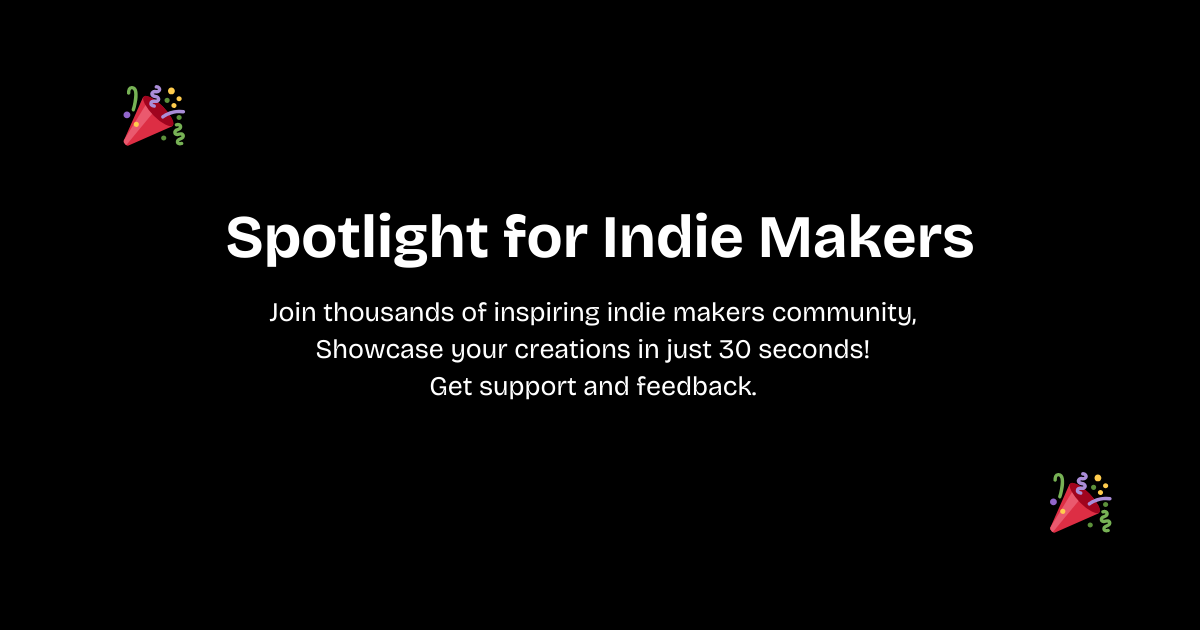 Spotlight for Indie Makers
Join thousands of inspiring indie makers community,
Showcase your creations in just 30 seconds!
Get support and feedback.